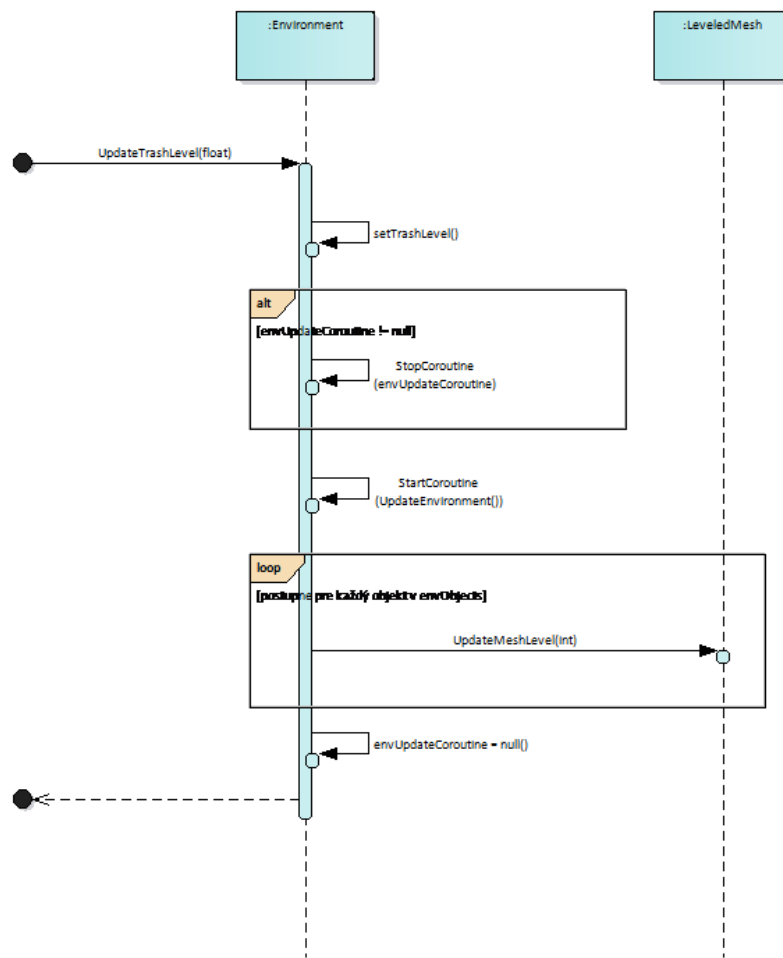 :Environment
:LeveledMesh
UpdateTrashLevel(float)
setTrashLevel()
alt
[envUpdateCoroutine != null]
StopCoroutine
(envUpdateCoroutine)
StartCoroutine
(UpdateEnvironment())
loop
[postupne pre každý objekt v envObjects]
UpdateMeshLevel(int)
envUpdateCoroutine = null()